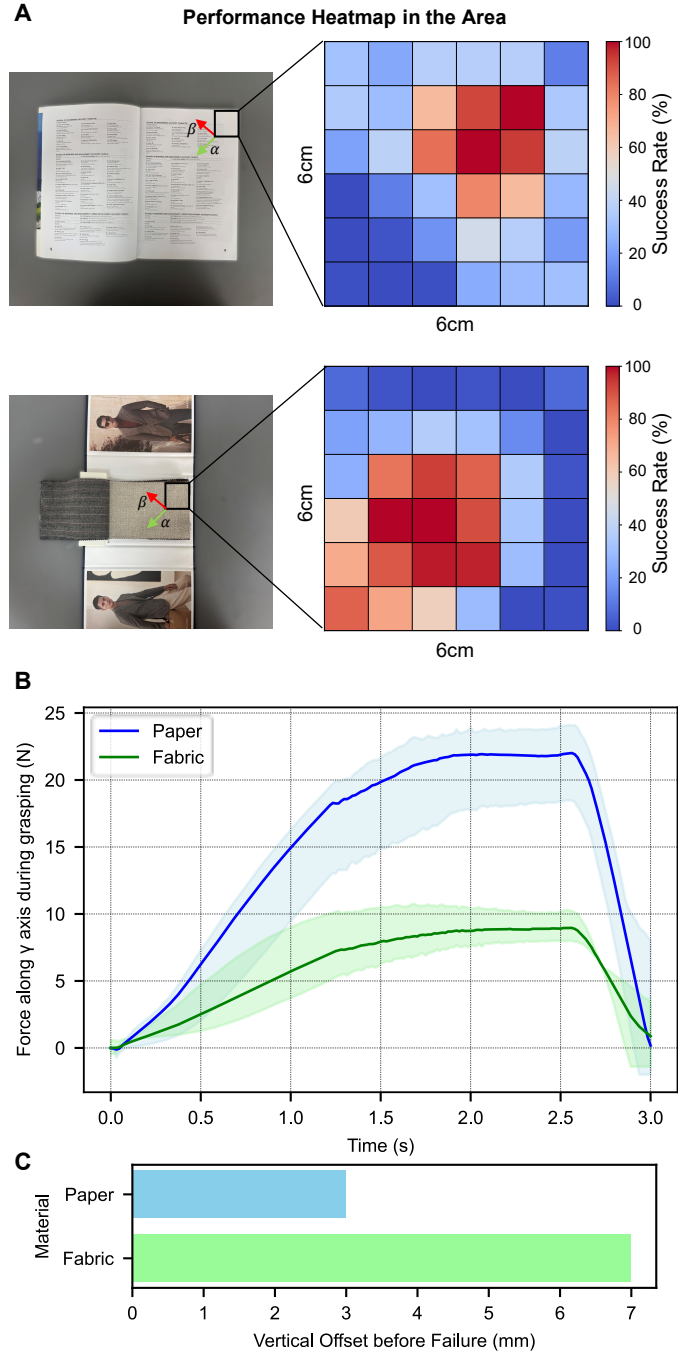 A
Performance Heatmap in the Area
β
α
6cm
6cm
100
80
60
40
20
0
Success Rate (%)
β
α
6cm
6cm
100
80
60
40
20
0
Success Rate (%)
B
Force along γ axis during grasping (N)
25
20
15
10
5
0
Paper
Fabric
0.0 0.5 1.0 1.5 2.0 2.5 3.0
Time (s)
C
Material
Paper
Fabric
0 1 2 3 4 5 6 7
Vertical Offset before Failure (mm)